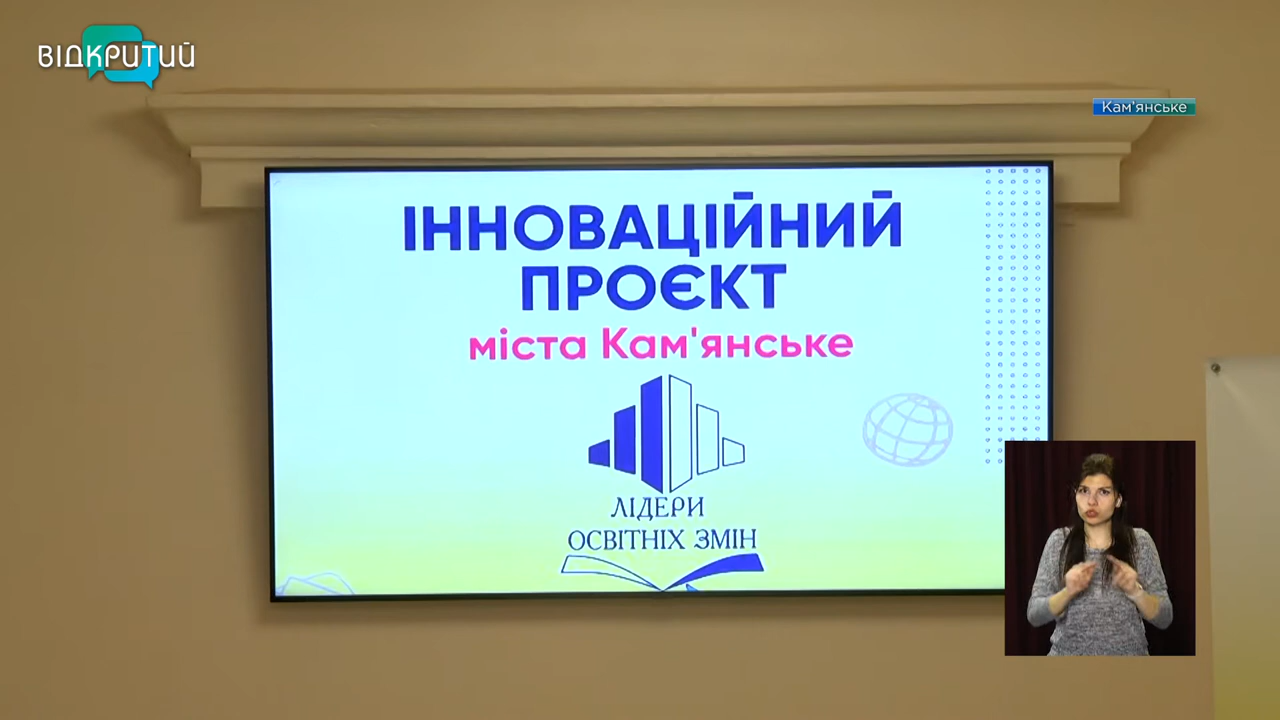 ВІДКРИТИЙ
Кам'янське
ІННОВАЦІЙНИЙ
ПРОЄКТ
міста Кам'янське
ЛІДЕРИ
ОСВІТНІХ ЗМІН